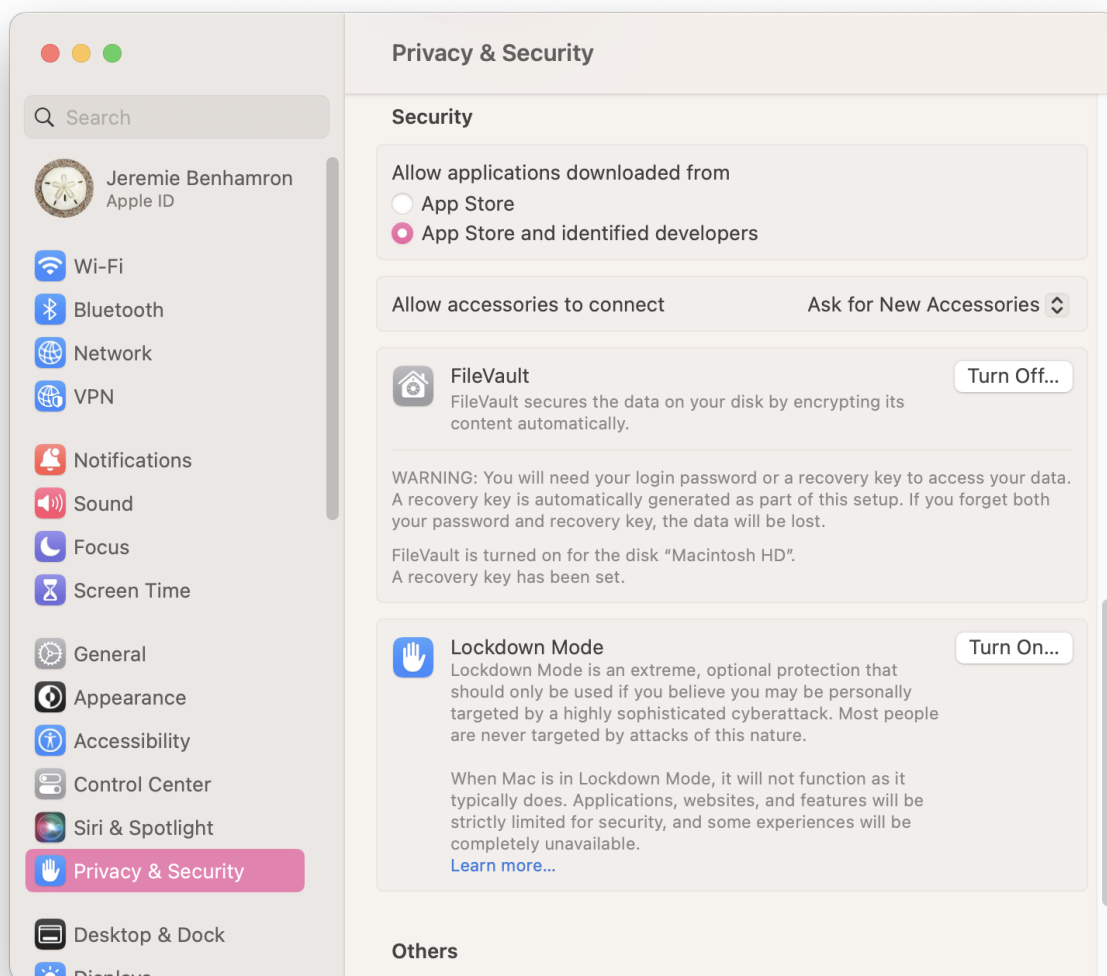 Privacy & Security
Search
Jeremie Benhamron
Apple ID
Wi-Fi
Bluetooth
Network
VPN
Notifications
Sound
Focus
Screen Time
General
Appearance
Accessibility
Control Center
Siri & Spotlight
Privacy & Security
Desktop & Dock
Displays
Security
Allow applications downloaded from
App Store
App Store and identified developers
Allow accessories to connect
Ask for New Accessories
FileVault
Turn Off...
FileVault secures the data on your disk by encrypting its
content automatically.
WARNING: You will need your login password or a recovery key to access your data.
A recovery key is automatically generated as part of this setup. If you forget both
your password and recovery key, the data will be lost.
FileVault is turned on for the disk “Macintosh HD”.
A recovery key has been set.
Lockdown Mode
Turn On...
Lockdown Mode is an extreme, optional protection that
should only be used if you believe you may be personally
targeted by a highly sophisticated cyberattack. Most people
are never targeted by attacks of this nature.
When Mac is in Lockdown Mode, it will not function as it
typically does. Applications, websites, and features will be
strictly limited for security, and some experiences will be
completely unavailable.
Learn more...
Others